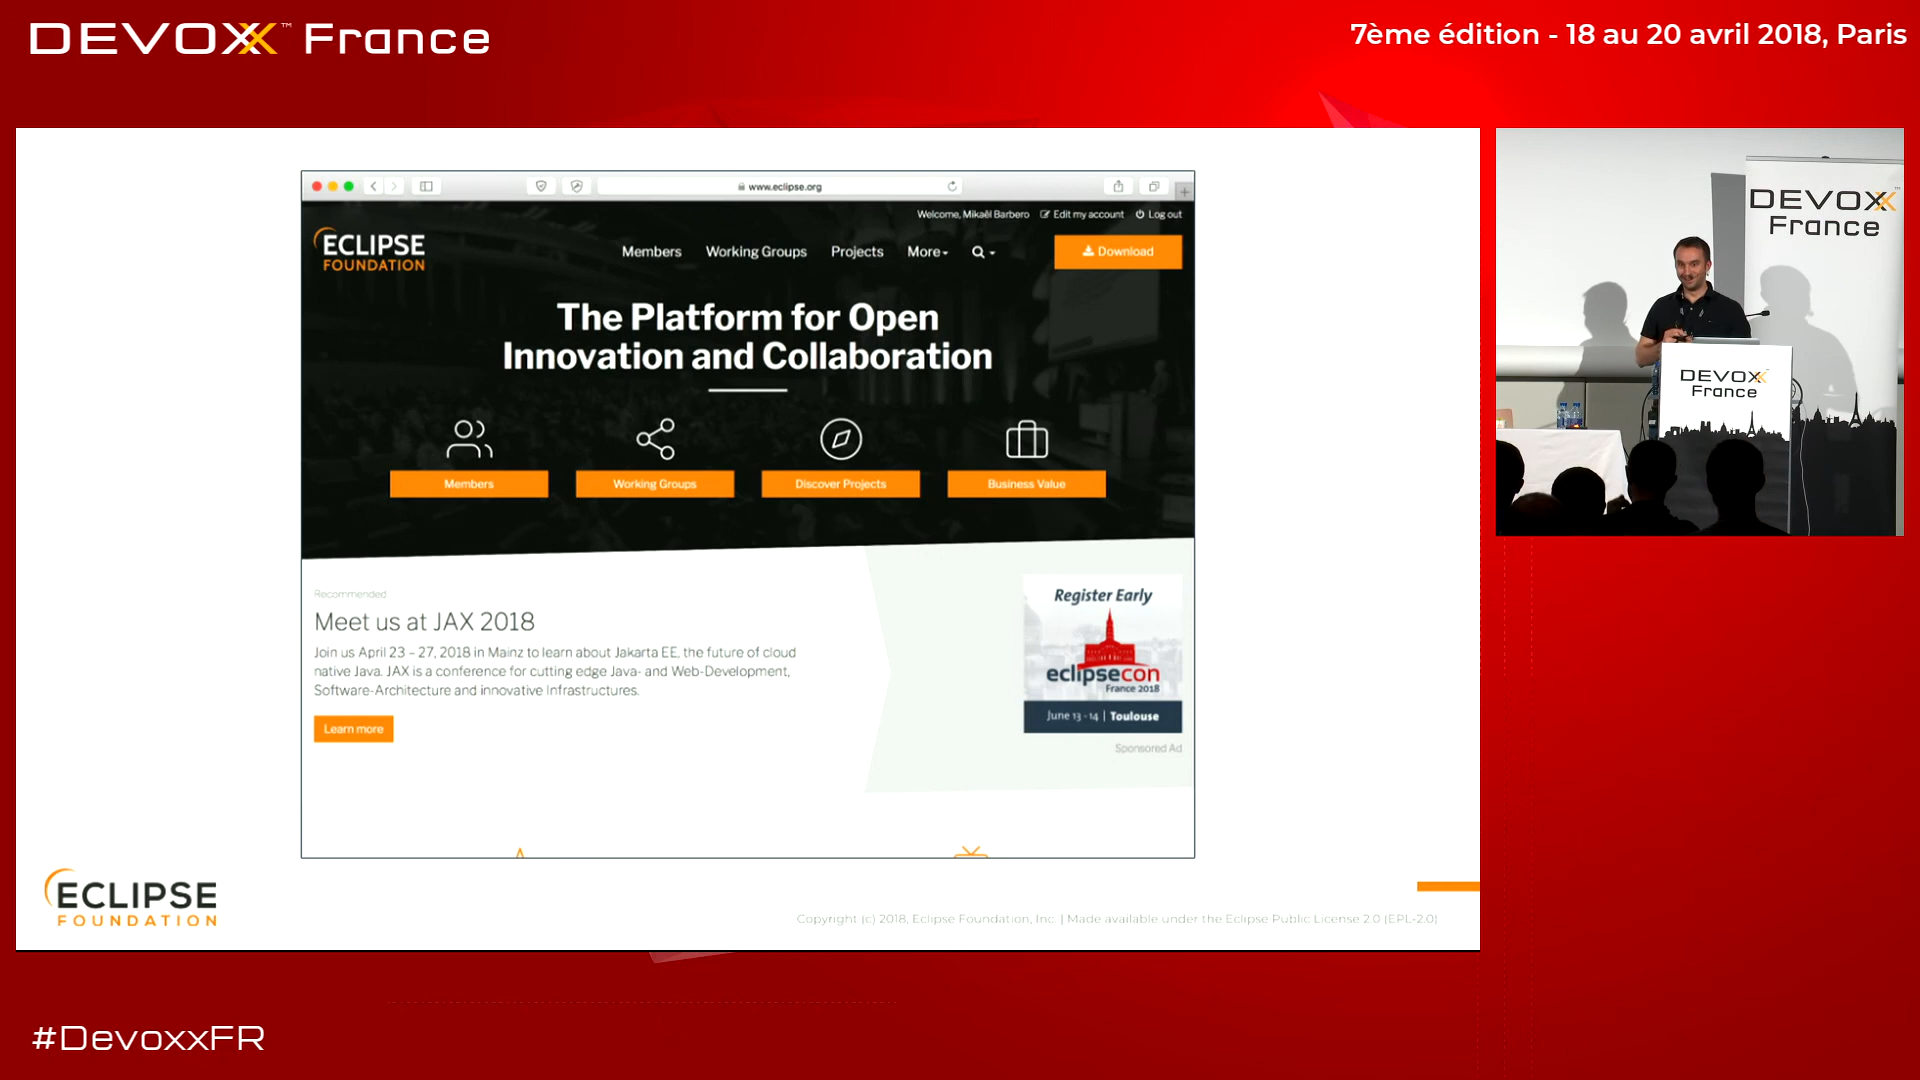 DEVOXX™ France
7ème édition - 18 au 20 avril 2018, Paris
www.eclipse.org
Welcome, Mikaël Barbero Edit my account Log out
ECLIPSE
FOUNDATION
Members Working Groups Projects More Download
The Platform for Open
Innovation and Collaboration
Members Working Groups Discover Projects Business Value
Recommended
Meet us at JAX 2018
Join us April 23 – 27, 2018 in Mainz to learn about Jakarta EE, the future of cloud
native Java. JAX is a conference for cutting edge Java- and Web-Development,
Software-Architecture and innovative Infrastructures.
Learn more
Register Early
eclipsecon
France 2018
June 13 - 14 | Toulouse
Sponsored Ad
ECLIPSE
FOUNDATION
Copyright (c) 2018, Eclipse Foundation, Inc. | Made available under the Eclipse Public License 2.0 (EPL-2.0)
DEVOXX™
France
DEVOXX
France
#DevoxxFR